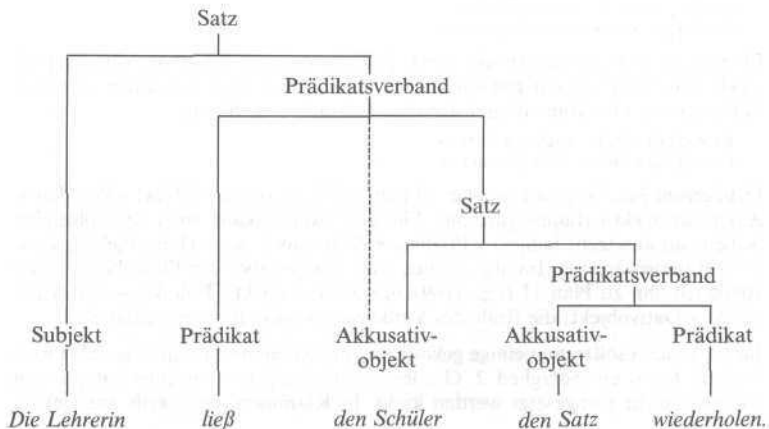 Satz
Prädikatsverband
Satz
Prädikatsverband
Subjekt Prädikat Akkusativ- Akkusativ- Prädikat
objekt objekt
Die Lehrerin ließ den Schüler den Satz wiederholen.